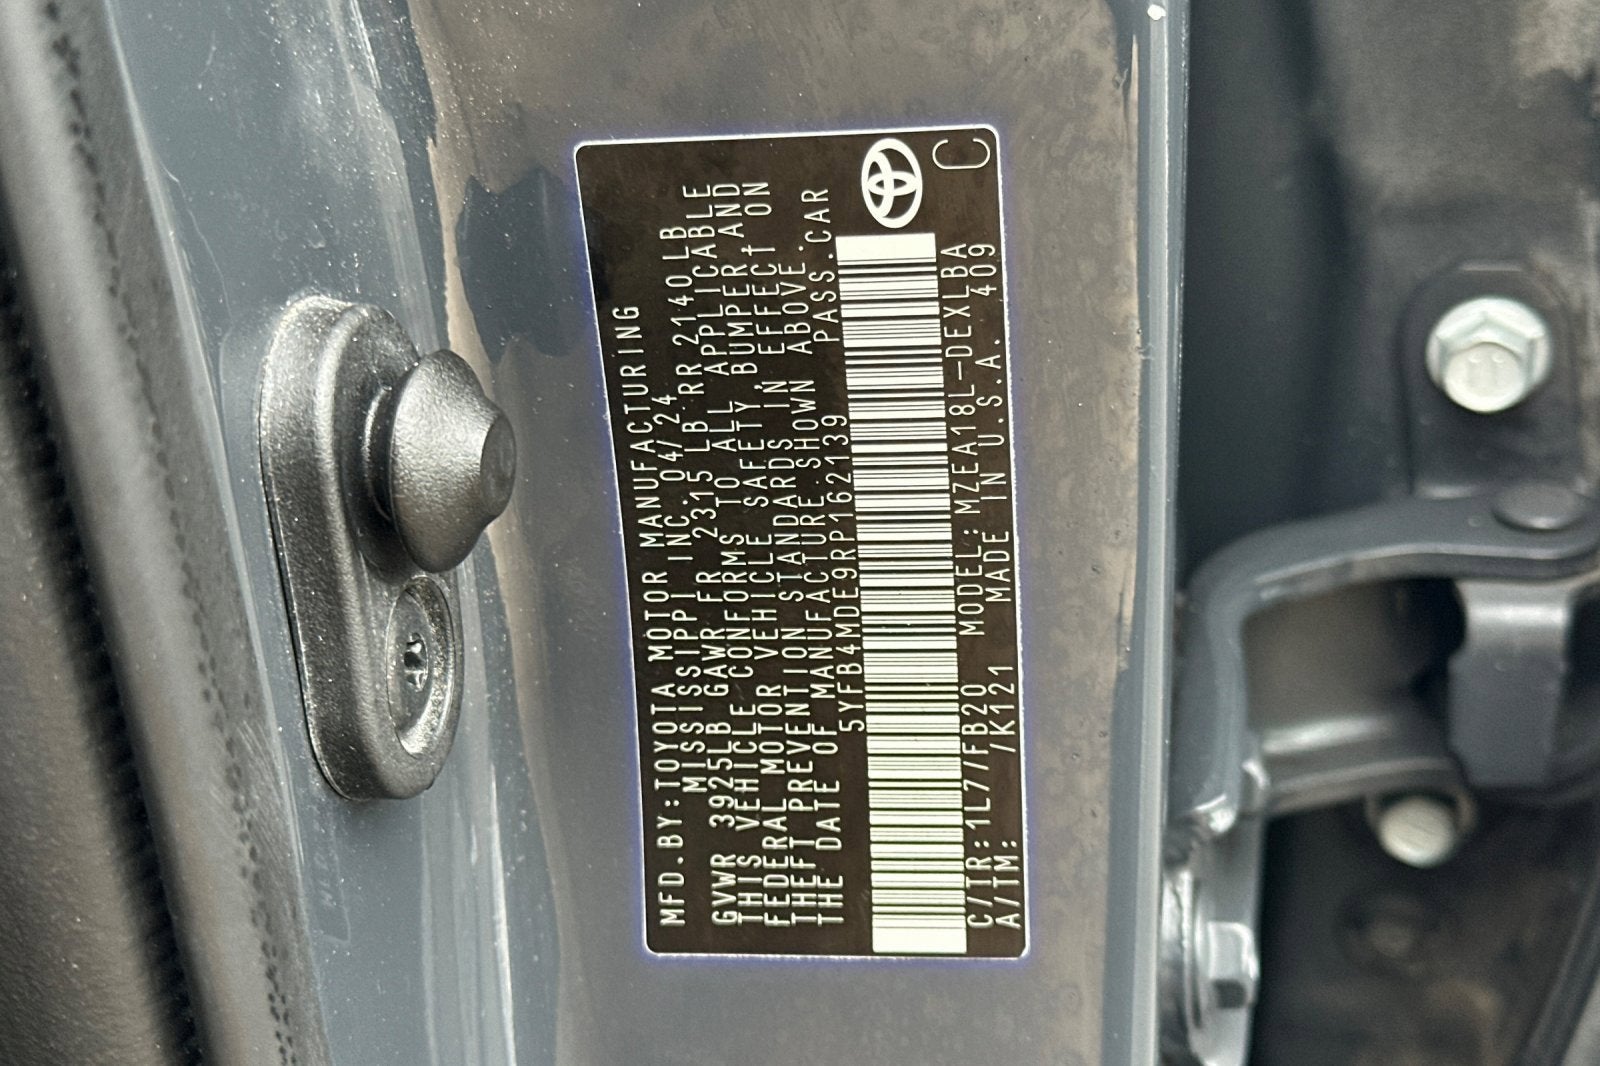 MFD.BY:TOYOTA MOTOR MANUFACTURING
MISSISSIPPI INC. 04/24
GVWR 3925LB GAWR FR 2315 LB RR 2140LB
THIS VEHICLE CONFORMS TO ALL APPLICABLE
FEDERAL MOTOR VEHICLE SAFETY, BUMPER, AND
THEFT PREVENTION STANDARDS IN EFFECT ON
THE DATE OF MANUFACTURE SHOWN ABOVE.
5YFB4MDE9RP162139 PASS.CAR
C/TR:1L7//FB20 MODEL:MZEA18L-DEXLBA
A/TM: /K121 MADE IN U.S.A. 409
C